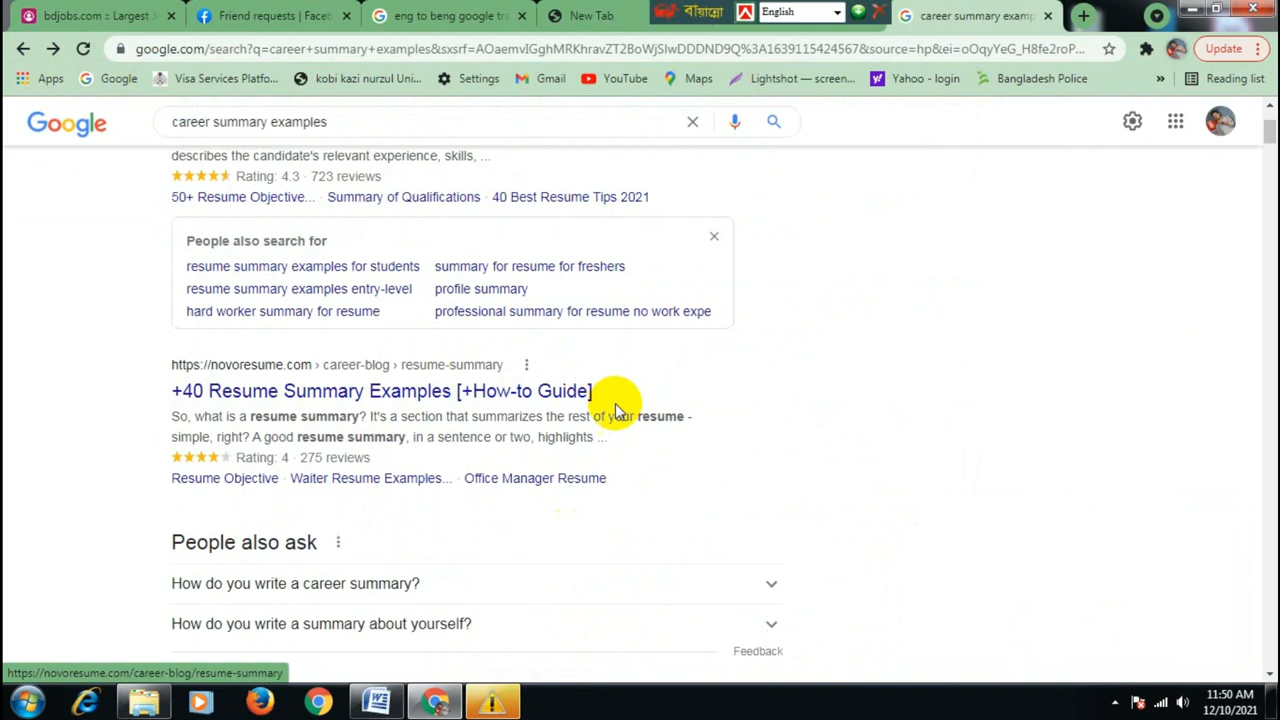 bdjobs.com :: Largest J
Friend requests | Faceb
eng to beng google tra
New Tab
বায়ান্নো
English
career summary examp
google.com/search?q=career+summary+examples&sxsrf=AOaemvIGghMRKhravZT2BoWjSIwDDDND9Q%3A1639115424567&source=hp&ei=oOqyYeG_H8fe2roP...
Update
Apps
Google
Visa Services Platfo...
kobi kazi nurzul Uni...
Settings
Gmail
YouTube
Maps
Lightshot — screen...
Yahoo - login
Bangladesh Police
»
Reading list
Google
career summary examples
describes the candidate's relevant experience, skills, ...
Rating: 4.3 · 723 reviews
50+ Resume Objective... · Summary of Qualifications · 40 Best Resume Tips 2021
People also search for
resume summary examples for students
summary for resume for freshers
resume summary examples entry-level
profile summary
hard worker summary for resume
professional summary for resume no work expe
https://novoresume.com › career-blog › resume-summary
+40 Resume Summary Examples [+How-to Guide]
So, what is a resume summary? It's a section that summarizes the rest of your resume -
simple, right? A good resume summary, in a sentence or two, highlights ...
Rating: 4 · 275 reviews
Resume Objective · Waiter Resume Examples... · Office Manager Resume
People also ask
How do you write a career summary?
How do you write a summary about yourself?
Feedback
https://novoresume.com/career-blog/resume-summary
11:50 AM
12/10/2021